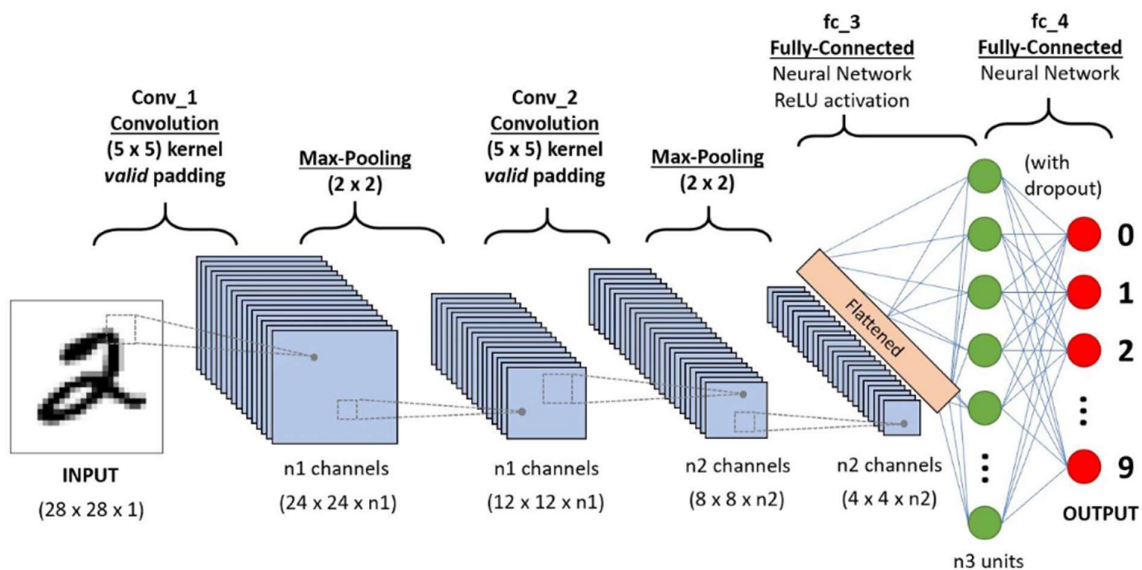 fc_3
Fully-Connected
Neural Network
ReLU activation
fc_4
Fully-Connected
Neural Network
Conv_1
Convolution
(5 x 5) kernel
valid padding
Max-Pooling
(2 x 2)
Conv_2
Convolution
(5 x 5) kernel
valid padding
Max-Pooling
(2 x 2)
(with
dropout)
0
1
2
...
9
Flattened
...
INPUT
(28 x 28 x 1)
n1 channels
(24 x 24 x n1)
n1 channels
(12 x 12 x n1)
n2 channels
(8 x 8 x n2)
n2 channels
(4 x 4 x n2)
OUTPUT
n3 units
2